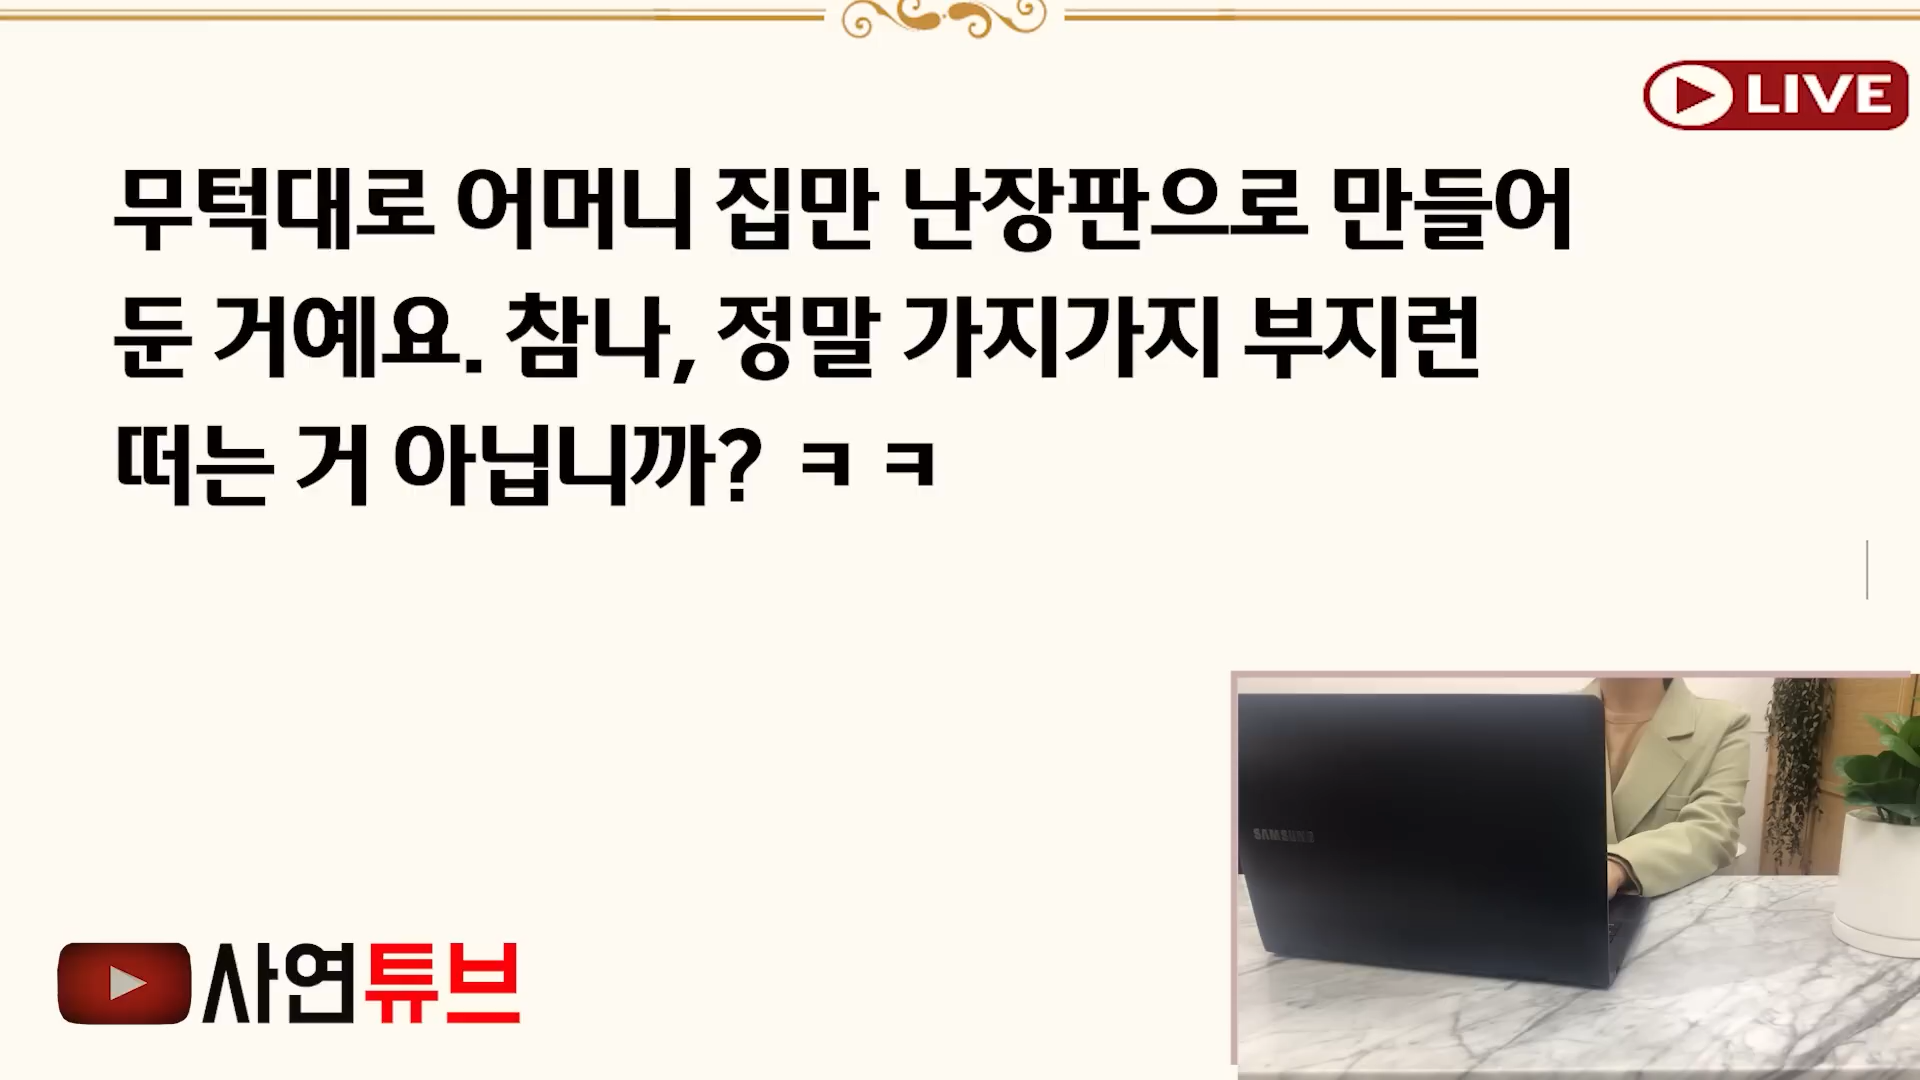 LIVE
무턱대로 어머니 집만 난장판으로 만들어
둔 거예요. 참나, 정말 가지가지 부지런
떠는 거 아닙니까? ㅋ ㅋ
SAMSUNG
사연튜브